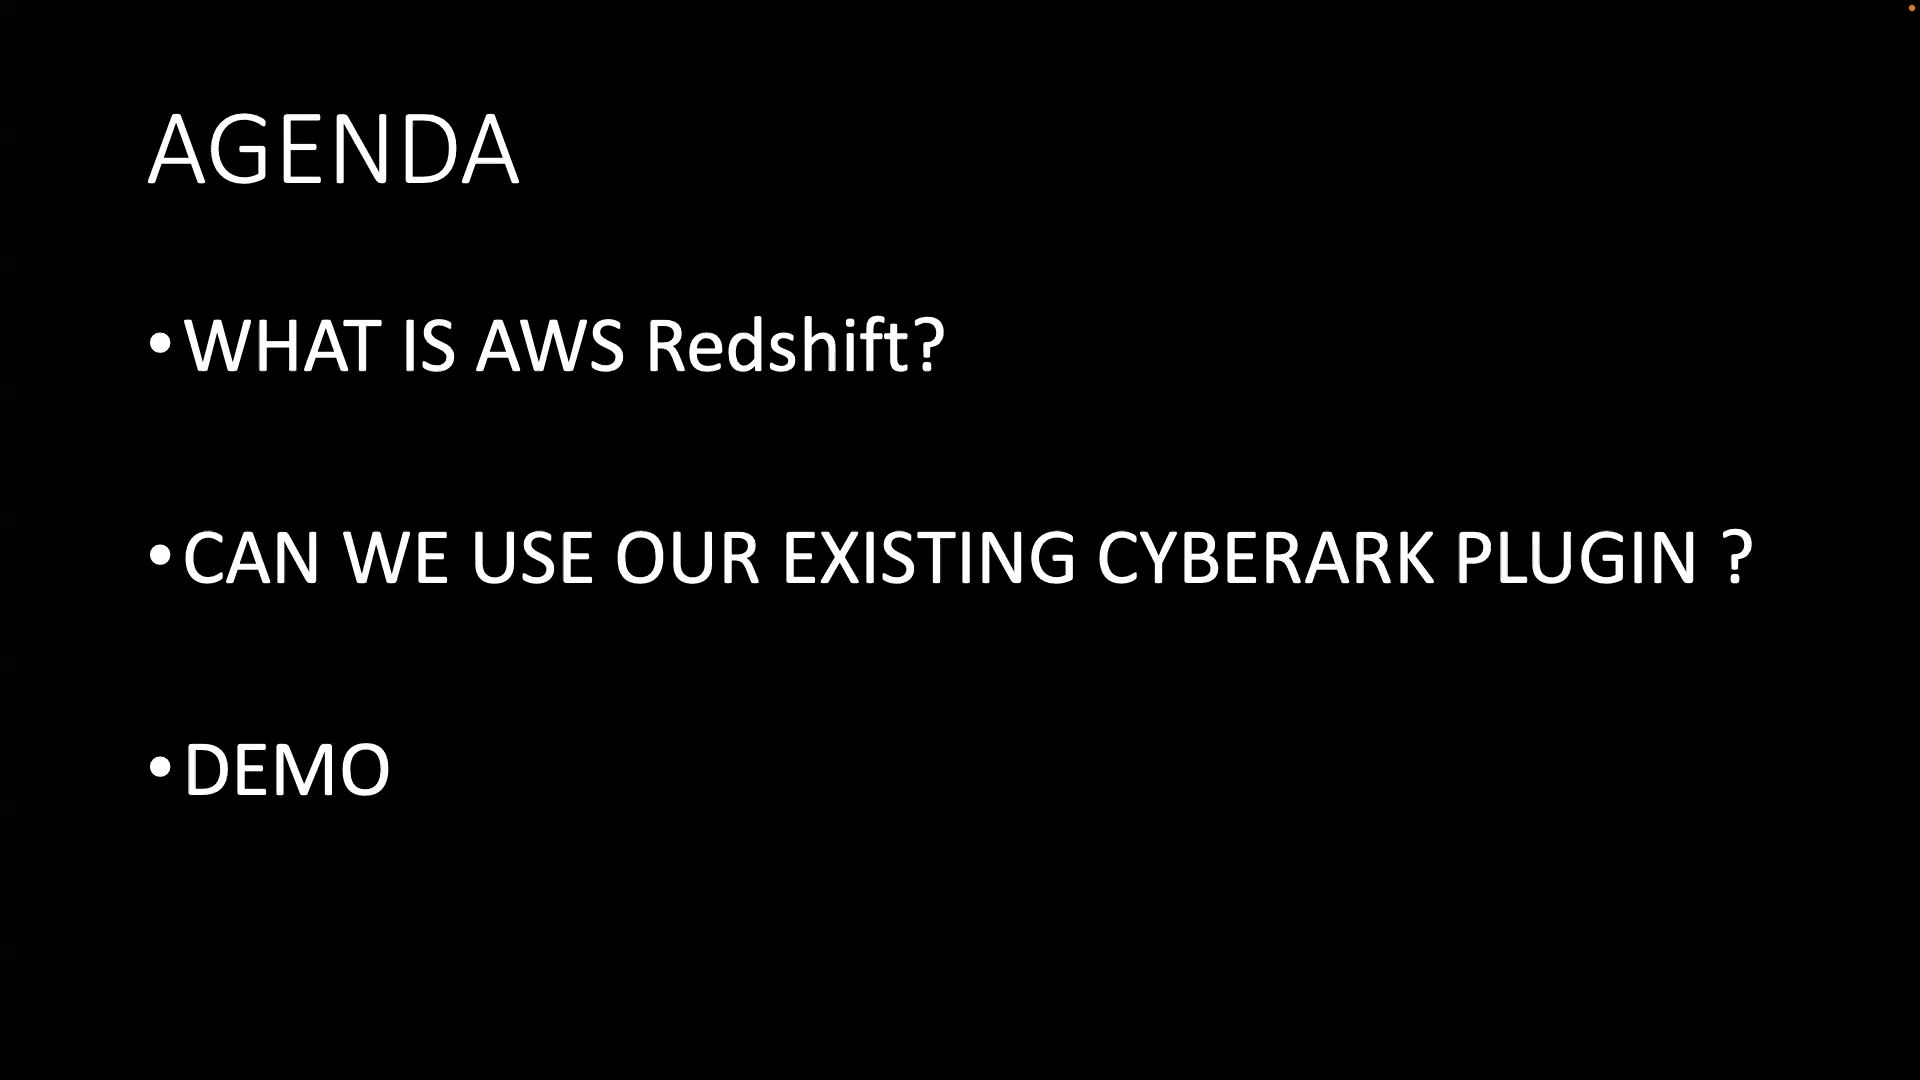 AGENDA
• WHAT IS AWS Redshift?
• CAN WE USE OUR EXISTING CYBERARK PLUGIN ?
• DEMO